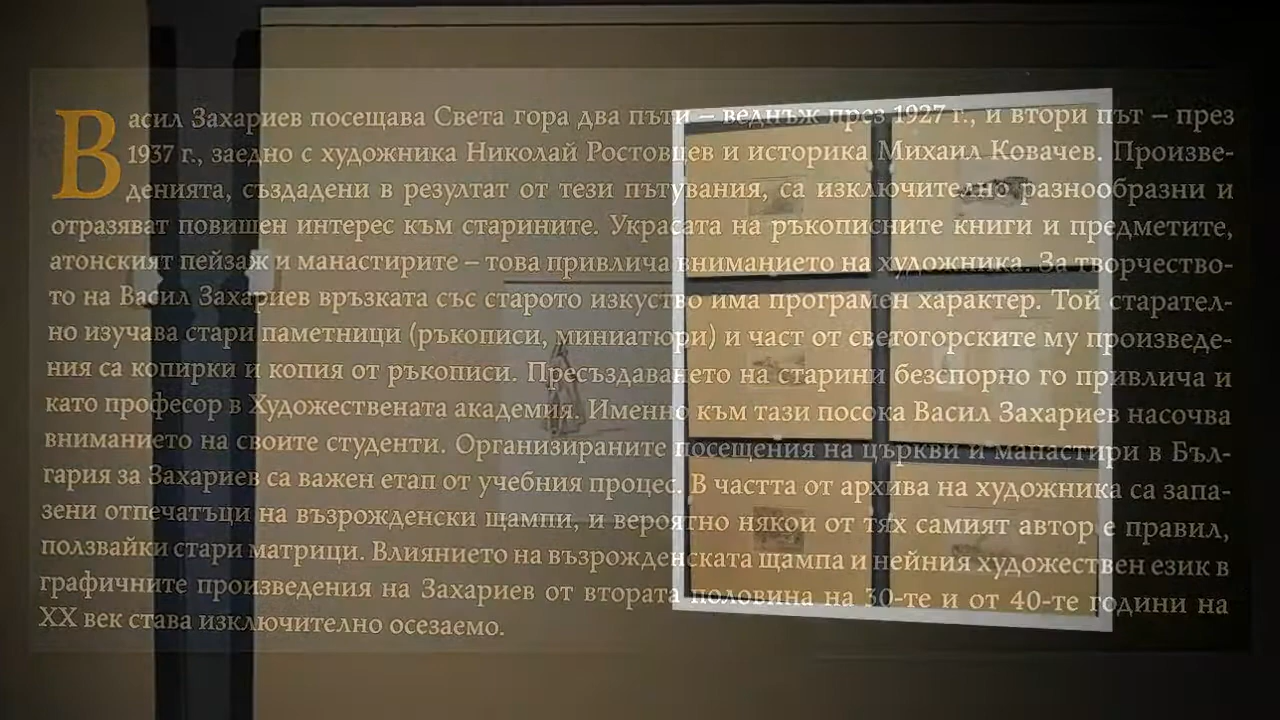 Васил Захариев посещава Света гора два пъти – веднъж през 1927 г., и втори път – през
1937 г., заедно с художника Николай Ростовцев и историка Михаил Ковачев. Произве-
денията, създадени в резултат от тези пътувания, са изключително разнообразни и
отразяват повишен интерес към старините. Украсата на ръкописните книги и предметите,
атонският пейзаж и манастирите – това привлича вниманието на художника. За творчество-
то на Васил Захариев връзката със старото изкуство има програмен характер. Той старател-
но изучава стари паметници (ръкописи, миниатюри) и част от светогорските му произведе-
ния са копирки и копия от ръкописи. Пресъздаването на старини безспорно го привлича и
като професор в Художествената академия. Именно към тази посока Васил Захариев насочва
вниманието на своите студенти. Организираните посещения на църкви и манастири в Бъл-
гария за Захариев са важен етап от учебния процес. В частта от архива на художника са запа-
зени отпечатъци на възрожденски щампи, и вероятно някои от тях самият автор е правил,
ползвайки стари матрици. Влиянието на възрожденската щампа и нейния художествен език в
графичните произведения на Захариев от втората половина на 30-те и от 40-те години на
XX век става изключително осезаемо.